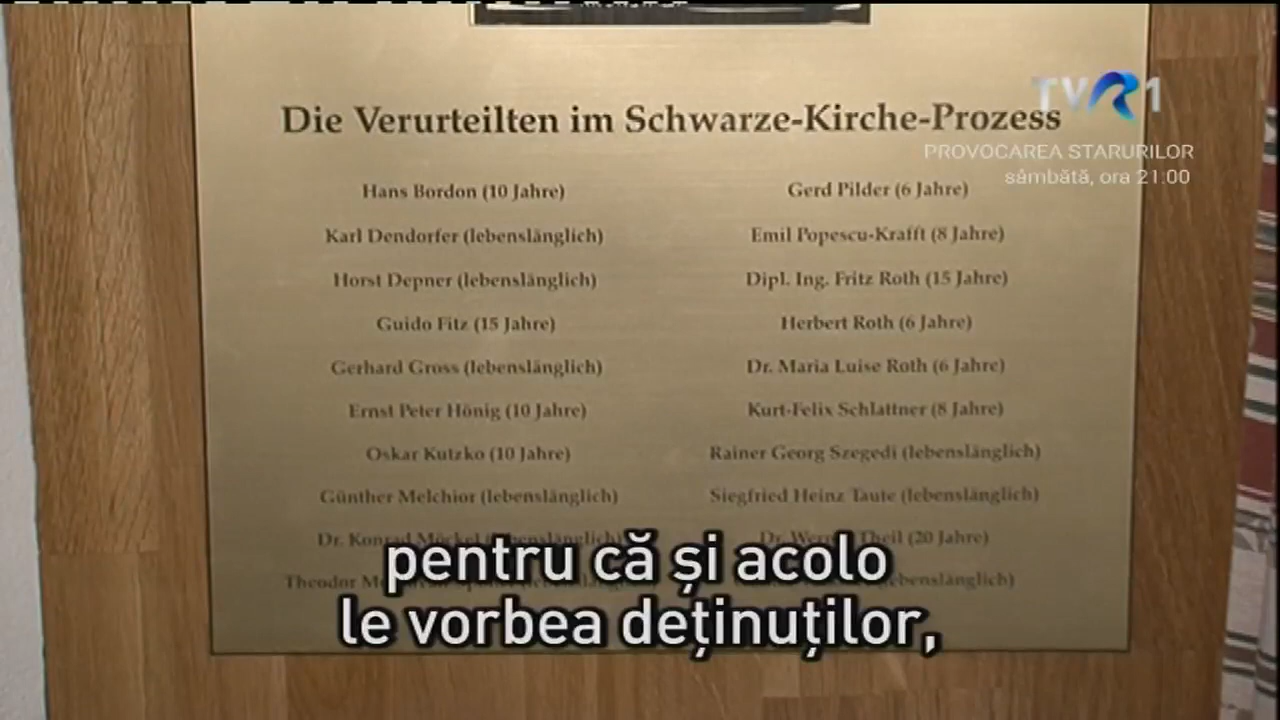 TVR1
Die Verurteilten im Schwarze-Kirche-Prozess
PROVOCAREA STARURILOR
sâmbătă, ora 21:00
Hans Bordon (10 Jahre)
Karl Dendorfer (lebenslänglich)
Horst Depner (lebenslänglich)
Guido Fitz (15 Jahre)
Gerhard Gross (lebenslänglich)
Ernst Peter Hönig (10 Jahre)
Oskar Kutzko (10 Jahre)
Günther Melchior (lebenslänglich)
Dr. Konrad Möckel (lebenslänglich)
Theodor
Gerd Pilder (6 Jahre)
Emil Popescu-Krafft (8 Jahre)
Dipl. Ing. Fritz Roth (15 Jahre)
Herbert Roth (6 Jahre)
Dr. Maria Luise Roth (6 Jahre)
Kurt-Felix Schlattner (8 Jahre)
Rainer Georg Szegedi (lebenslänglich)
Siegfried Heinz Taute (lebenslänglich)
Dr. Theil (20 Jahre)
(lebenslänglich)
pentru că și acolo
le vorbea deținuților,